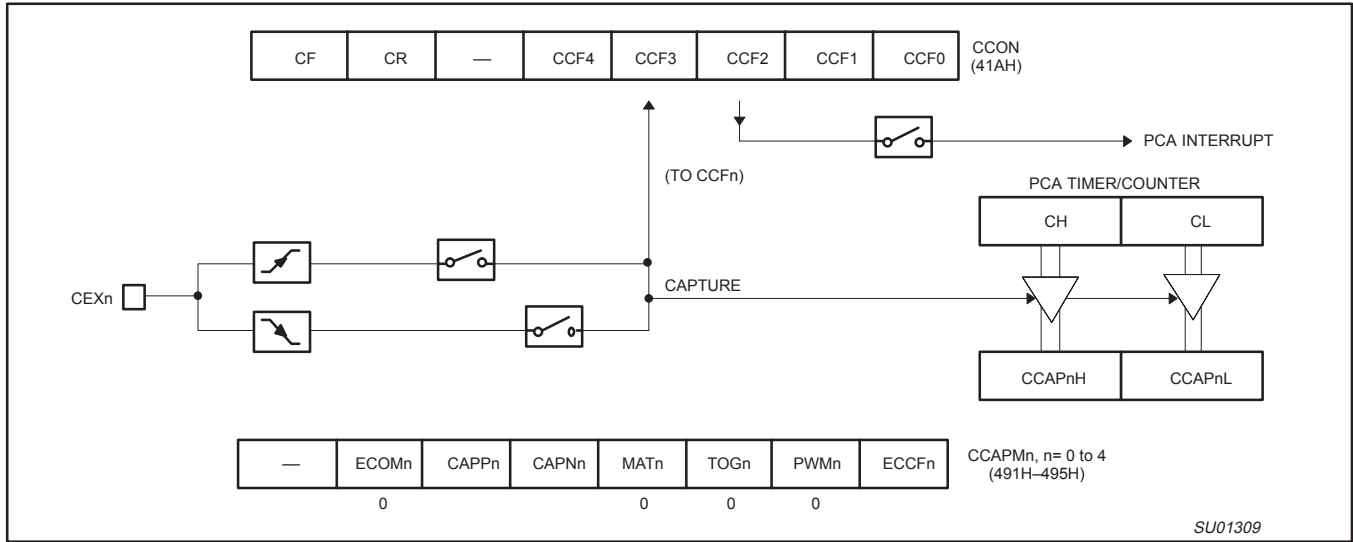 CF CR — CCF4 CCF3 CCF2 CCF1 CCF0
CCON
(41AH)
PCA INTERRUPT
(TO CCFn)
PCA TIMER/COUNTER
CH CL
CEXn
CAPTURE
CCAPnH CCAPnL
— ECOMn CAPPn CAPNn MATn TOGn PWMn ECCFn
CCAPMn, n= 0 to 4
(491H–495H)
0 0 0 0
SU01309